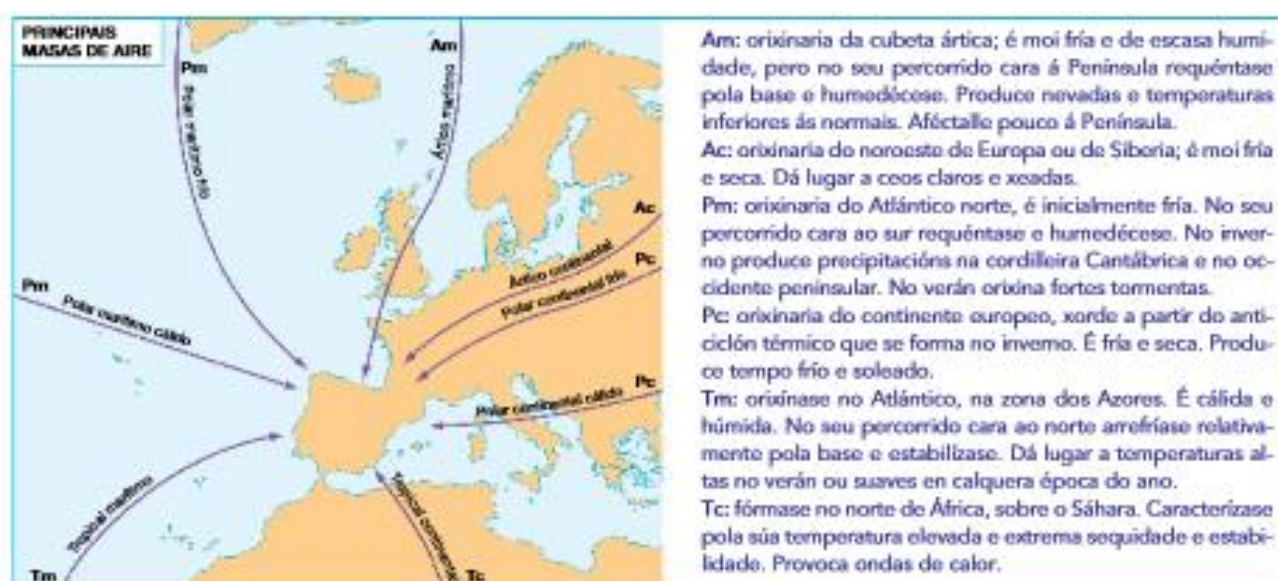 PRINCIPAIS
MASAS DE AIRE
Pm
Polar marítimo frío
Am
Ártico marítimo
Ac
Ártico continental
Pc
Polar continental frío
Pm
Polar marítimo cálido
Pc
Polar continental cálido
Tropical marítimo
Tm
Tropical continental
Tc
Am: orixinaria da cubeta ártica; é moi fría e de escasa humi-
dade, pero no seu percorrido cara á Península requéntase
pola base e humedécese. Produce nevadas e temperaturas
inferiores ás normais. Aféctalle pouco á Península.
Ac: orixinaria do noroeste de Europa ou de Siberia; é moi fría
e seca. Dá lugar a ceos claros e xeadas.
Pm: orixinaria do Atlántico norte, é inicialmente fría. No seu
percorrido cara ao sur requéntase e humedécese. No inver-
no produce precipitacións na cordilleira Cantábrica e no oc-
cidente peninsular. No verán orixina fortes tormentas.
Pc: orixinaria do continente europeo, xorde a partir do anti-
ciclón térmico que se forma no inverno. É fría e seca. Produ-
ce tempo frío e soleado.
Tm: orixínase no Atlántico, na zona dos Azores. É cálida e
húmida. No seu percorrido cara ao norte arrefríase relativa-
mente pola base e estabilízase. Dá lugar a temperaturas al-
tas no verán ou suaves en calquera época do ano.
Tc: fórmase no norte de África, sobre o Sáhara. Caracterízase
pola súa temperatura elevada e extrema sequidade e estabi-
lidade. Provoca ondas de calor.